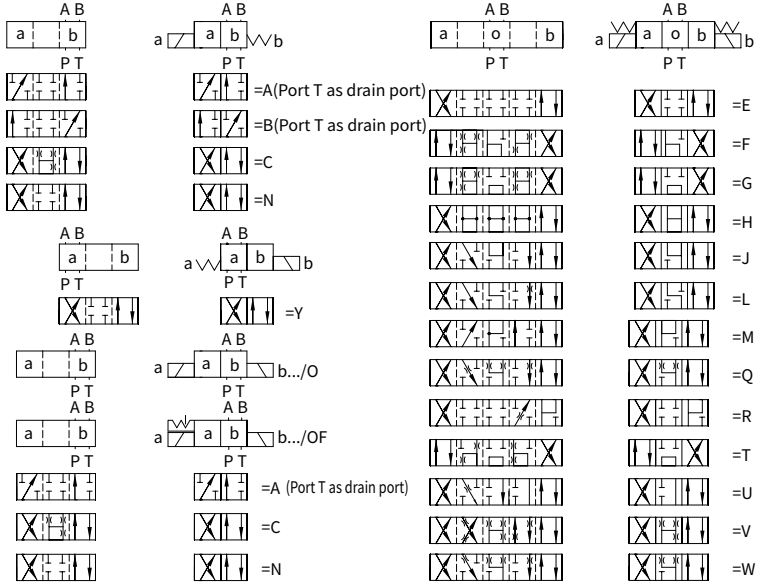 A B
a b
P T
A B
a a b b
P T
=A(Port T as drain port)
=B(Port T as drain port)
=C
=N
A B
a b
P T
A B
a a b b
P T
=Y
A B
a b
P T
A B
a a b b.../O
P T
A B
a b
P T
A B
a a b b.../OF
P T
=A (Port T as drain port)
=C
=N
A B
a o b
P T
A B
a a o b b
P T
=E
=F
=G
=H
=J
=L
=M
=Q
=R
=T
=U
=V
=W